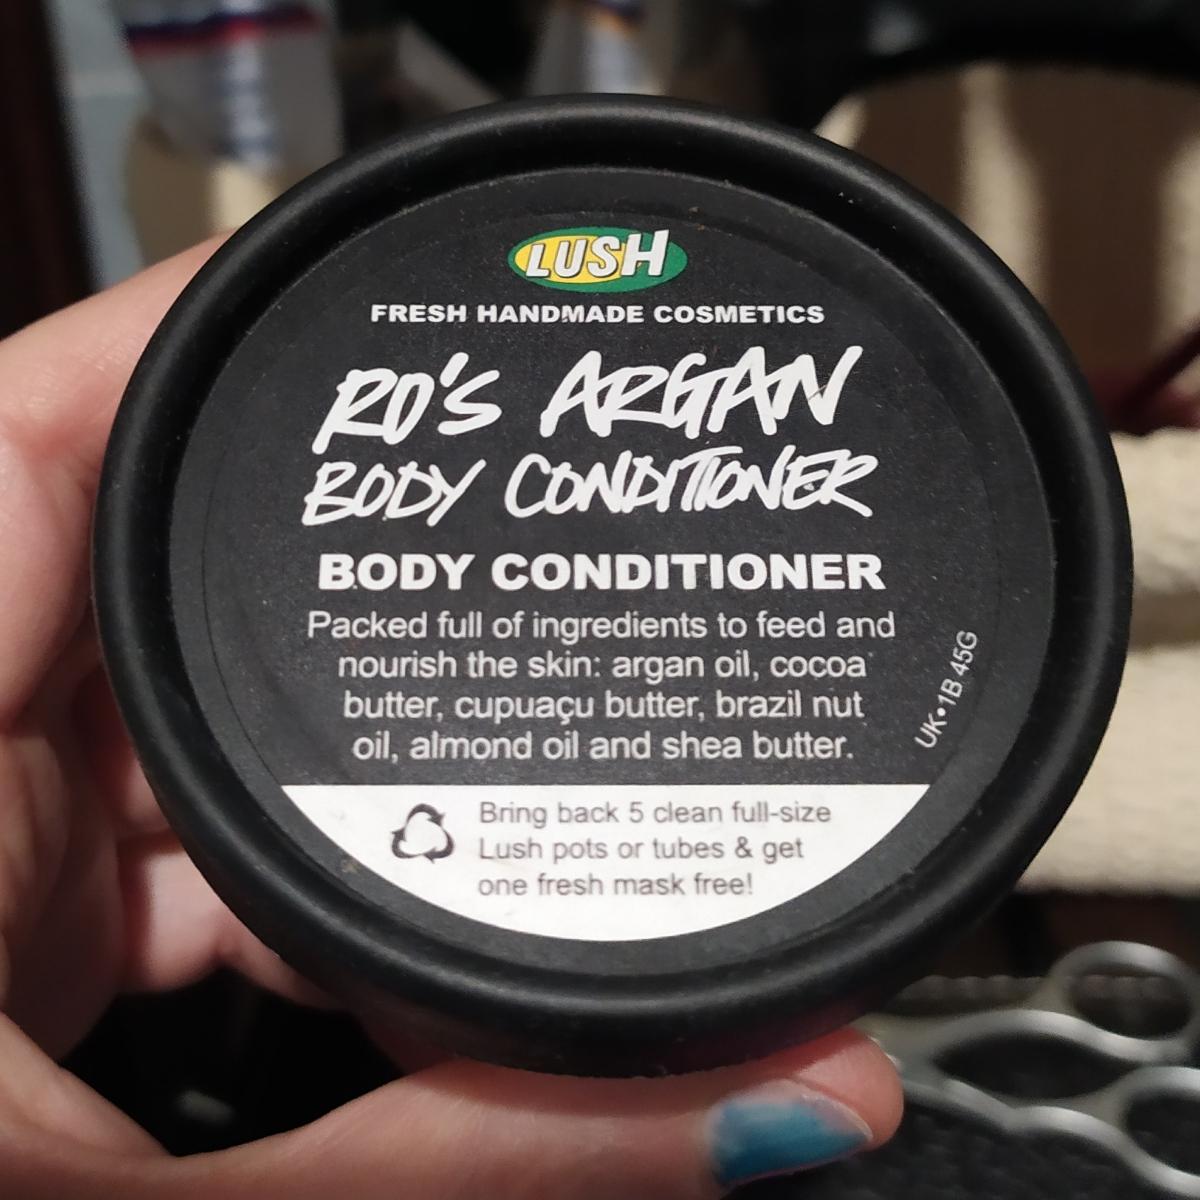 LUSH
FRESH HANDMADE COSMETICS
RO'S ARGAN
BODY CONDITIONER
BODY CONDITIONER
Packed full of ingredients to feed and
nourish the skin: argan oil, cocoa
butter, cupuaçu butter, brazil nut
oil, almond oil and shea butter.
UK•1B 45G
Bring back 5 clean full-size
Lush pots or tubes & get
one fresh mask free!